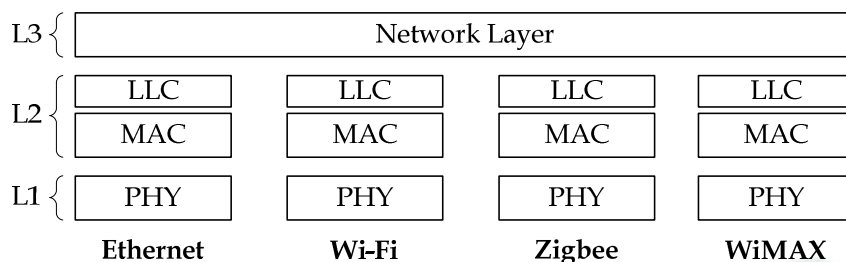 L3 Network Layer
LLC LLC LLC LLC
L2
MAC MAC MAC MAC
L1 PHY PHY PHY PHY
Ethernet Wi-Fi Zigbee WiMAX